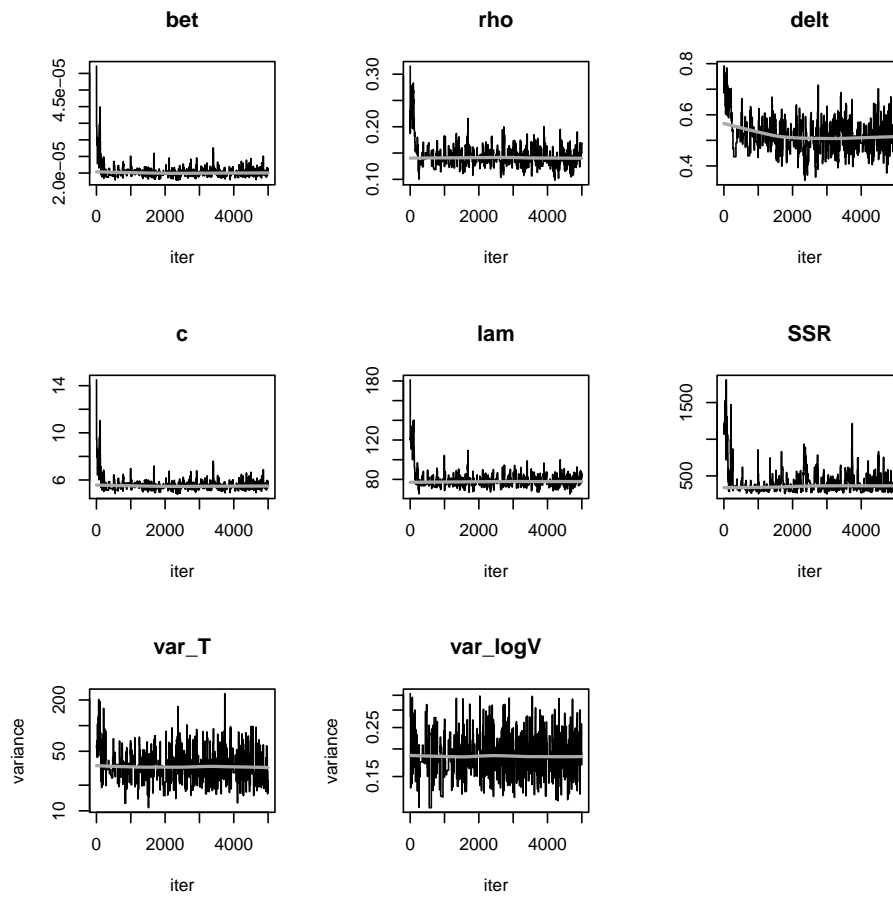 bet
2.0e−05 4.5e−05
0 2000 4000
iter
rho
0.10 0.20 0.30
0 2000 4000
iter
delt
0.4 0.6 0.8
0 2000 4000
iter
c
6 10 14
0 2000 4000
iter
lam
80 120 180
0 2000 4000
iter
SSR
500 1500
0 2000 4000
iter
var_T
variance
10 50 200
0 2000 4000
iter
var_logV
variance
0.15 0.25
0 2000 4000
iter